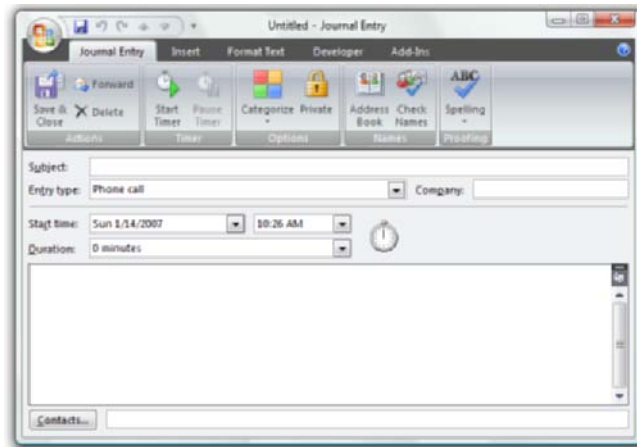 Untitled - Journal Entry
Journal Entry Insert Format Text Developer Add-Ins
Save & Close
Forward
Delete
Start Timer
Pause Timer
Categorize
Private
Address Book
Check Names
ABC
Spelling
Actions Timer Options Names Proofing
Subject:
Entry type: Phone call Company:
Start time: Sun 1/14/2007 10:26 AM
Duration: 0 minutes
Contacts...